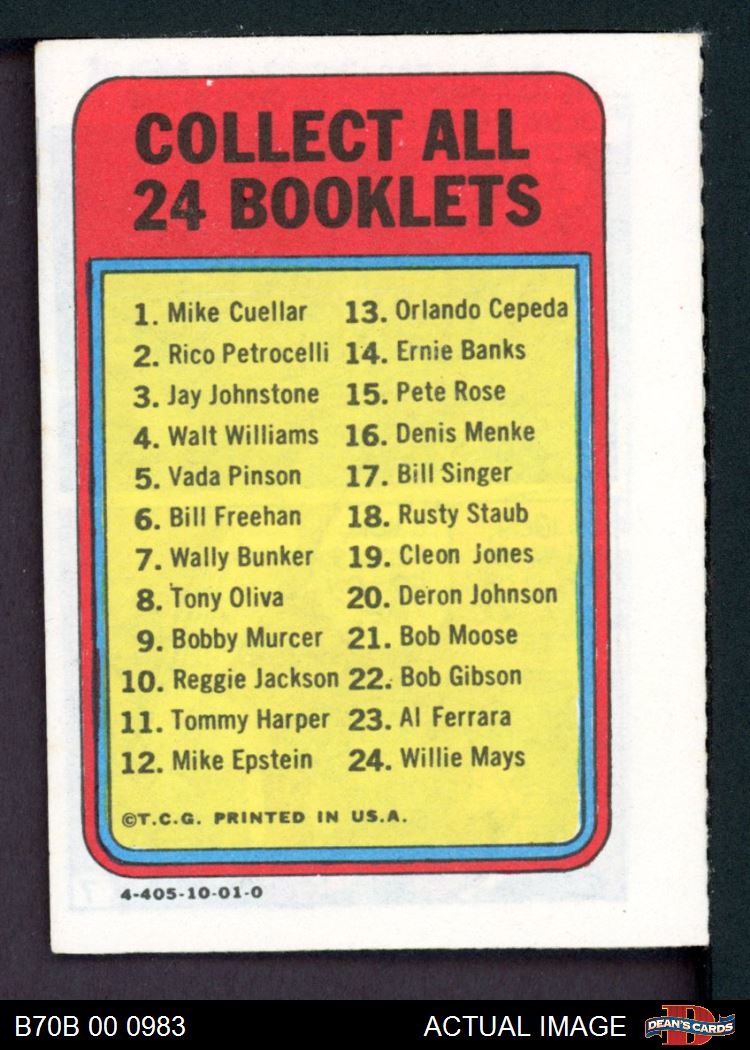 COLLECT ALL
24 BOOKLETS
1. Mike Cuellar
2. Rico Petrocelli
3. Jay Johnstone
4. Walt Williams
5. Vada Pinson
6. Bill Freehan
7. Wally Bunker
8. Tony Oliva
9. Bobby Murcer
10. Reggie Jackson
11. Tommy Harper
12. Mike Epstein
13. Orlando Cepeda
14. Ernie Banks
15. Pete Rose
16. Denis Menke
17. Bill Singer
18. Rusty Staub
19. Cleon Jones
20. Deron Johnson
21. Bob Moose
22. Bob Gibson
23. Al Ferrara
24. Willie Mays
©T.C.G. PRINTED IN U.S.A.
4-405-10-01-0
B70B 00 0983
ACTUAL IMAGE
D
DEAN'S CARDS